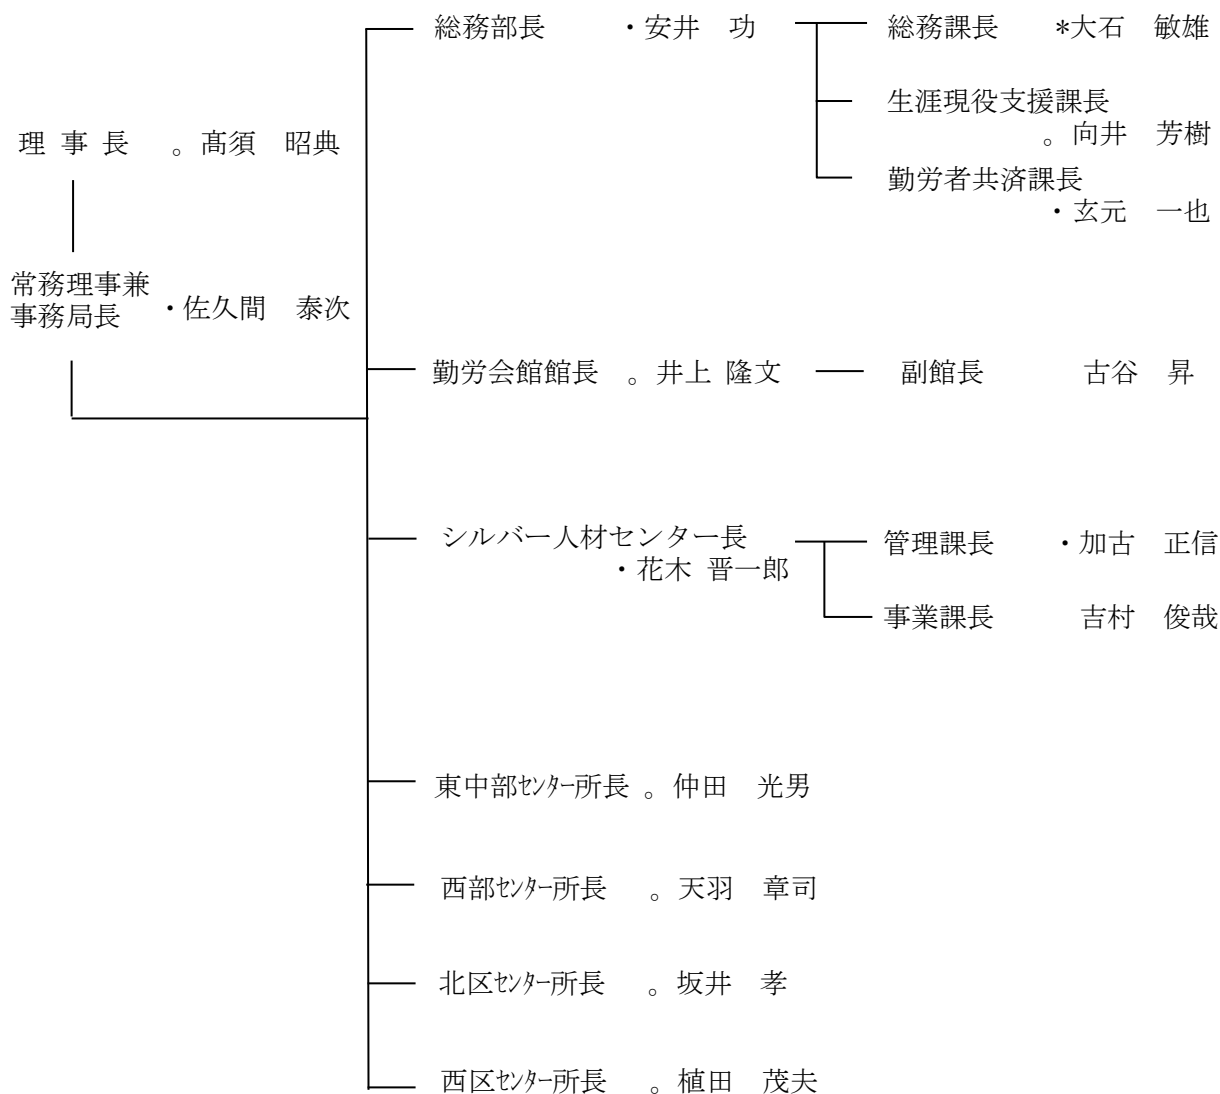 総務部長　・安井　功　総務課長　*大石　敏雄
生涯現役支援課長
。向井　芳樹
理 事 長　。髙須　昭典
勤労者共済課長
・玄元　一也
常務理事兼
事務局長　・佐久間　泰次
勤労会館館長　。井上 隆文　副館長　古谷　昇
シルバー人材センター長
・花木 晋一郎
管理課長　・加古　正信
事業課長　吉村　俊哉
東中部ｾﾝﾀｰ所長 。仲田　光男
西部ｾﾝﾀｰ所長　。天羽　章司
北区ｾﾝﾀｰ所長　。坂井　孝
西区ｾﾝﾀｰ所長　。植田　茂夫